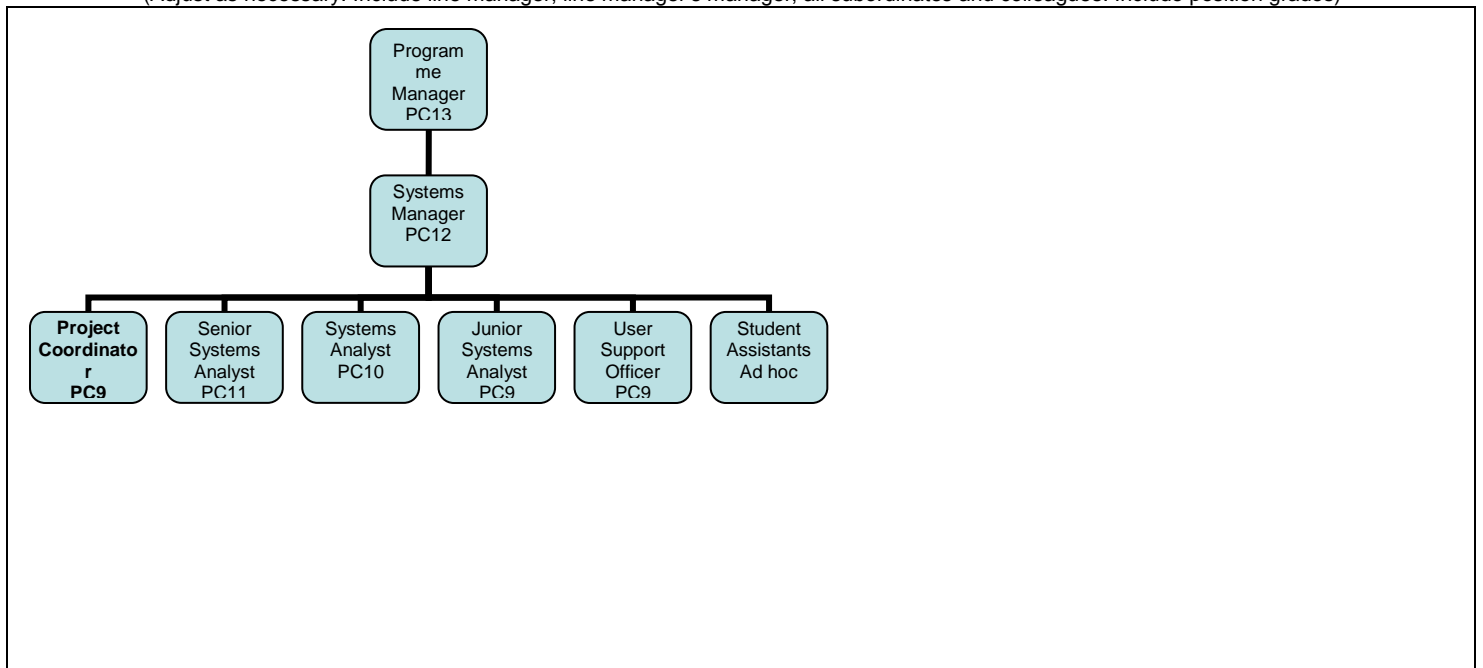 (Adjust as necessary. Include line manager, line manager's manager, all subordinates and colleagues. Include position grades)
Program
me
Manager
PC13
Systems
Manager
PC12
Project
Coordinato
r
PC9
Senior
Systems
Analyst
PC11
Systems
Analyst
PC10
Junior
Systems
Analyst
PC9
User
Support
Officer
PC9
Student
Assistants
Ad hoc